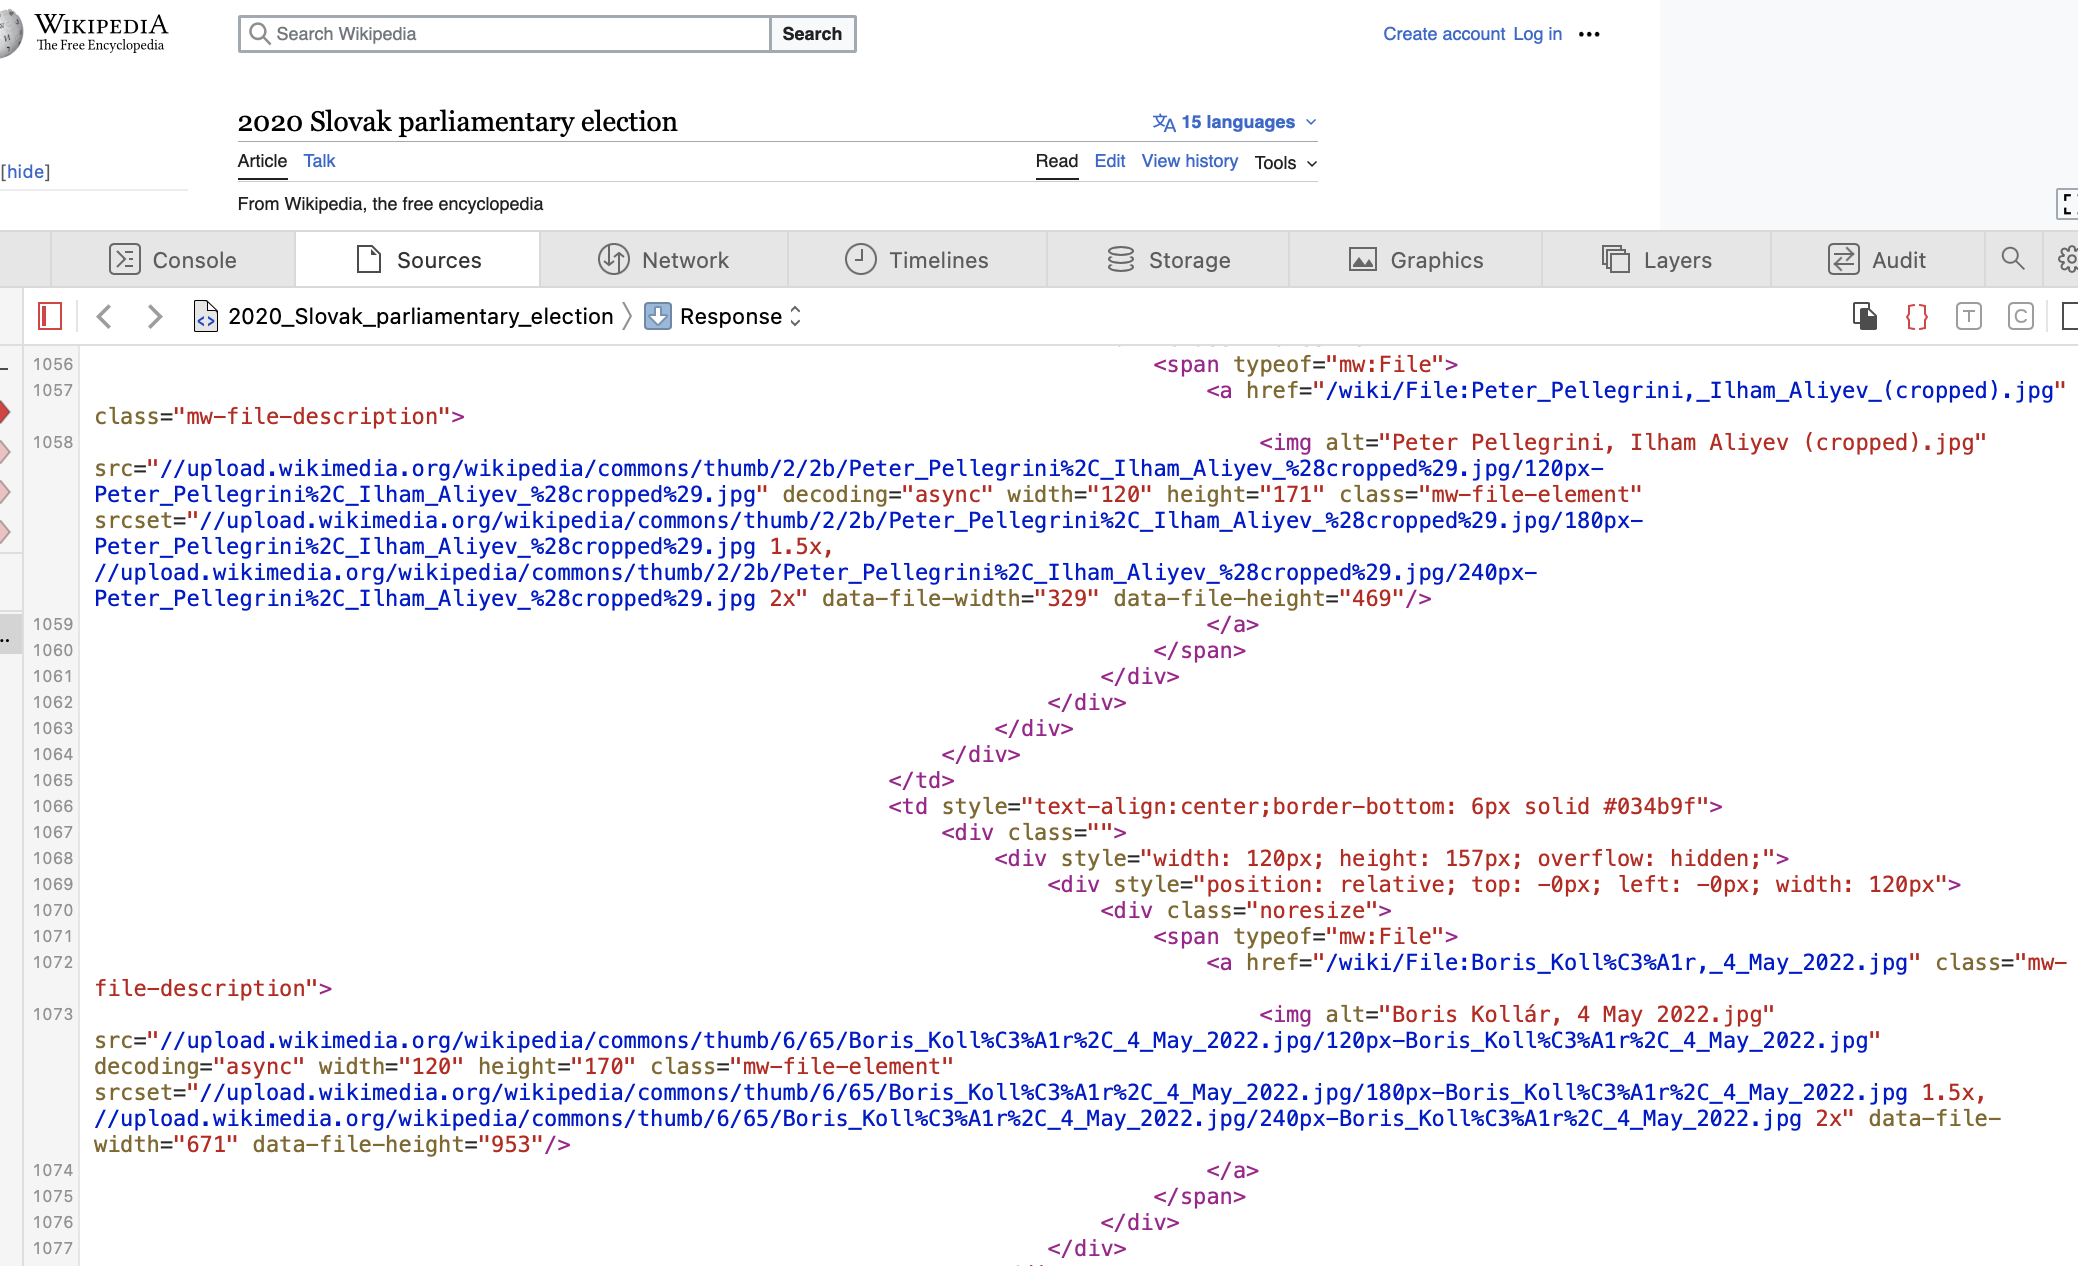 WIKIPEDIA
The Free Encyclopedia
Search Wikipedia
Search
Create account Log in •••
2020 Slovak parliamentary election
15 languages
[hide]
Article Talk
Read Edit View history Tools
From Wikipedia, the free encyclopedia
Console Sources Network Timelines Storage Graphics Layers Audit
2020_Slovak_parliamentary_election Response
{} T C
1056 <span typeof="mw:File">
1057 <a href="/wiki/File:Peter_Pellegrini,_Ilham_Aliyev_(cropped).jpg"
class="mw-file-description">
1058 <img alt="Peter Pellegrini, Ilham Aliyev (cropped).jpg"
src="//upload.wikimedia.org/wikipedia/commons/thumb/2/2b/Peter_Pellegrini%2C_Ilham_Aliyev_%28cropped%29.jpg/120px-
Peter_Pellegrini%2C_Ilham_Aliyev_%28cropped%29.jpg" decoding="async" width="120" height="171" class="mw-file-element"
srcset="//upload.wikimedia.org/wikipedia/commons/thumb/2/2b/Peter_Pellegrini%2C_Ilham_Aliyev_%28cropped%29.jpg/180px-
Peter_Pellegrini%2C_Ilham_Aliyev_%28cropped%29.jpg 1.5x,
//upload.wikimedia.org/wikipedia/commons/thumb/2/2b/Peter_Pellegrini%2C_Ilham_Aliyev_%28cropped%29.jpg/240px-
Peter_Pellegrini%2C_Ilham_Aliyev_%28cropped%29.jpg 2x" data-file-width="329" data-file-height="469"/>
1059 </a>
1060 </span>
1061 </div>
1062 </div>
1063 </div>
1064 </div>
1065 </td>
1066 <td style="text-align:center;border-bottom: 6px solid #034b9f">
1067 <div class="">
1068 <div style="width: 120px; height: 157px; overflow: hidden;">
1069 <div style="position: relative; top: -0px; left: -0px; width: 120px">
1070 <div class="noresize">
1071 <span typeof="mw:File">
1072 <a href="/wiki/File:Boris_Koll%C3%A1r,_4_May_2022.jpg" class="mw-
file-description">
1073 <img alt="Boris Kollár, 4 May 2022.jpg"
src="//upload.wikimedia.org/wikipedia/commons/thumb/6/65/Boris_Koll%C3%A1r%2C_4_May_2022.jpg/120px-Boris_Koll%C3%A1r%2C_4_May_2022.jpg"
decoding="async" width="120" height="170" class="mw-file-element"
srcset="//upload.wikimedia.org/wikipedia/commons/thumb/6/65/Boris_Koll%C3%A1r%2C_4_May_2022.jpg/180px-Boris_Koll%C3%A1r%2C_4_May_2022.jpg 1.5x,
//upload.wikimedia.org/wikipedia/commons/thumb/6/65/Boris_Koll%C3%A1r%2C_4_May_2022.jpg/240px-Boris_Koll%C3%A1r%2C_4_May_2022.jpg 2x" data-file-
width="671" data-file-height="953"/>
1074 </a>
1075 </span>
1076 </div>
1077 </div>